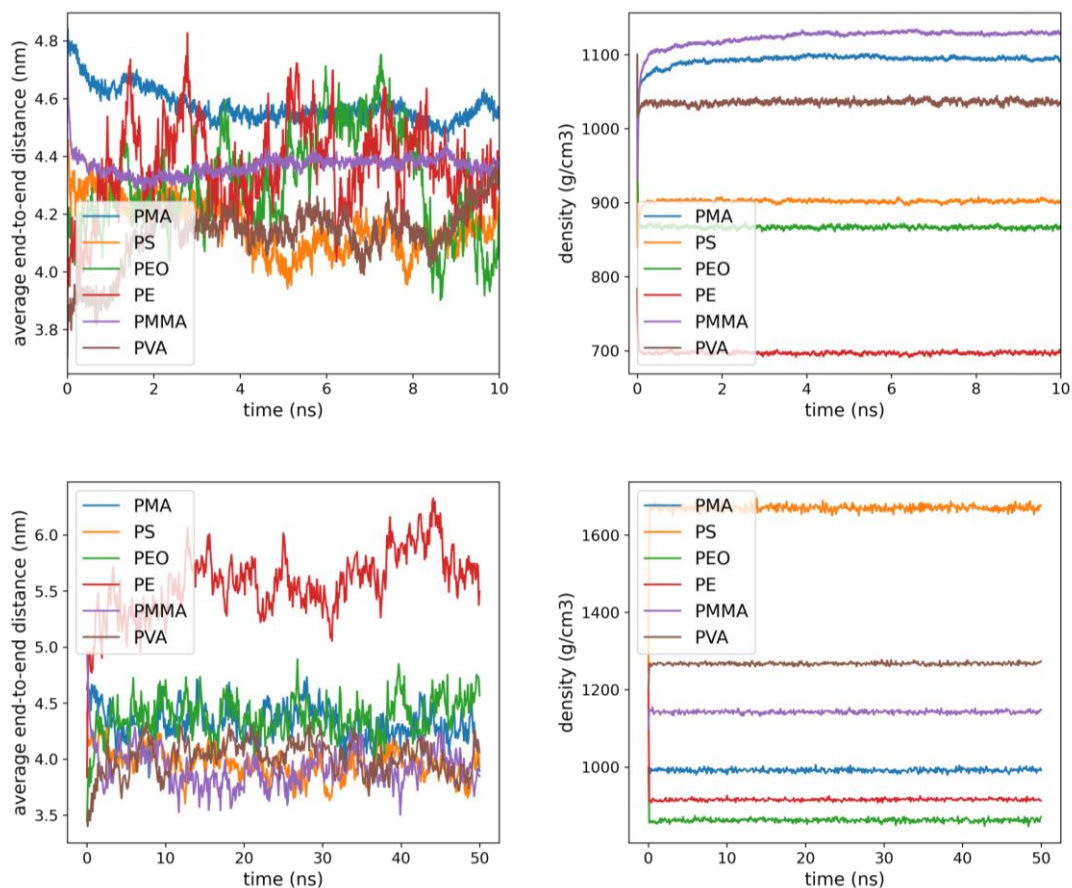 average end-to-end distance (nm)
4.8
4.6
4.4
4.2
4.0
3.8
PMA
PS
PEO
PE
PMMA
PVA
0 2 4 6 8 10
time (ns)
density (g/cm3)
1100
1000
900
800
700
PMA
PS
PEO
PE
PMMA
PVA
0 2 4 6 8 10
time (ns)
average end-to-end distance (nm)
6.0
5.5
5.0
4.5
4.0
3.5
PMA
PS
PEO
PE
PMMA
PVA
0 10 20 30 40 50
time (ns)
density (g/cm3)
1600
1400
1200
1000
PMA
PS
PEO
PE
PMMA
PVA
0 10 20 30 40 50
time (ns)